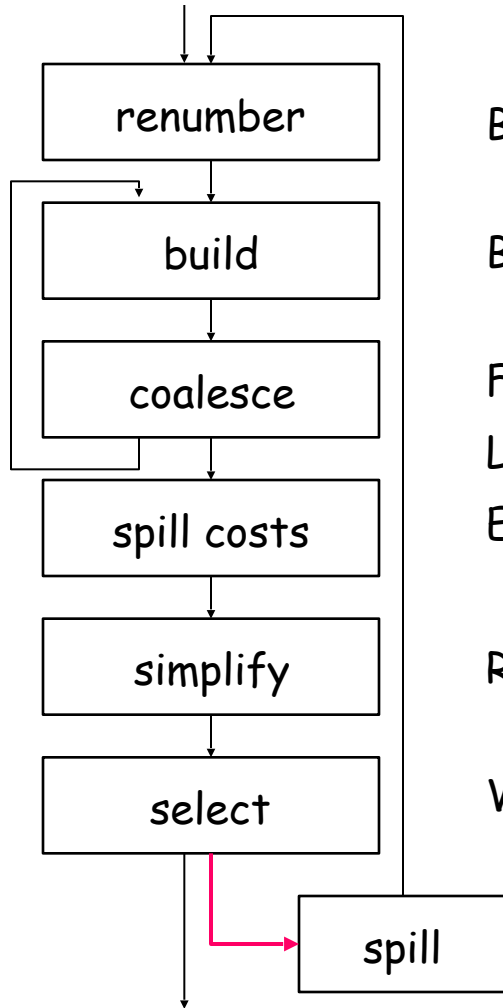 renumber
B
build
B
coalesce
F
L
spill costs
E
simplify
R
select
W
spill